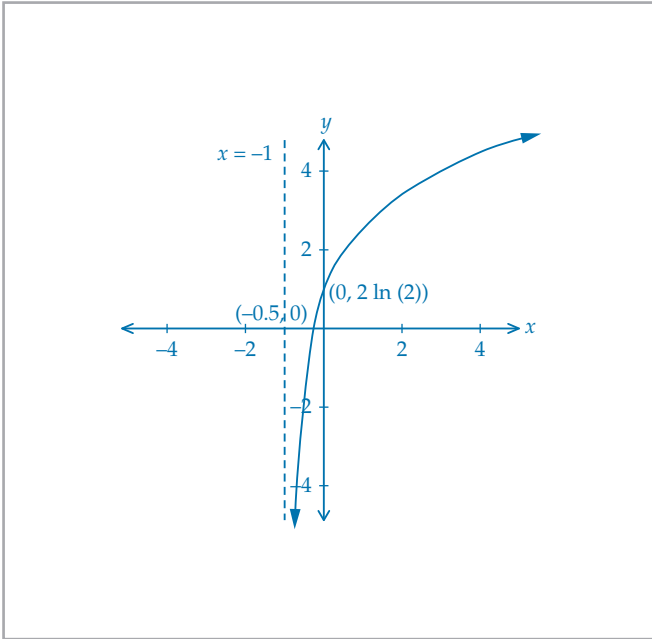 y
x = –1
4
2
(0, 2 ln (2))
(–0.5, 0)
x
–4
–2
2
4
–2
–4